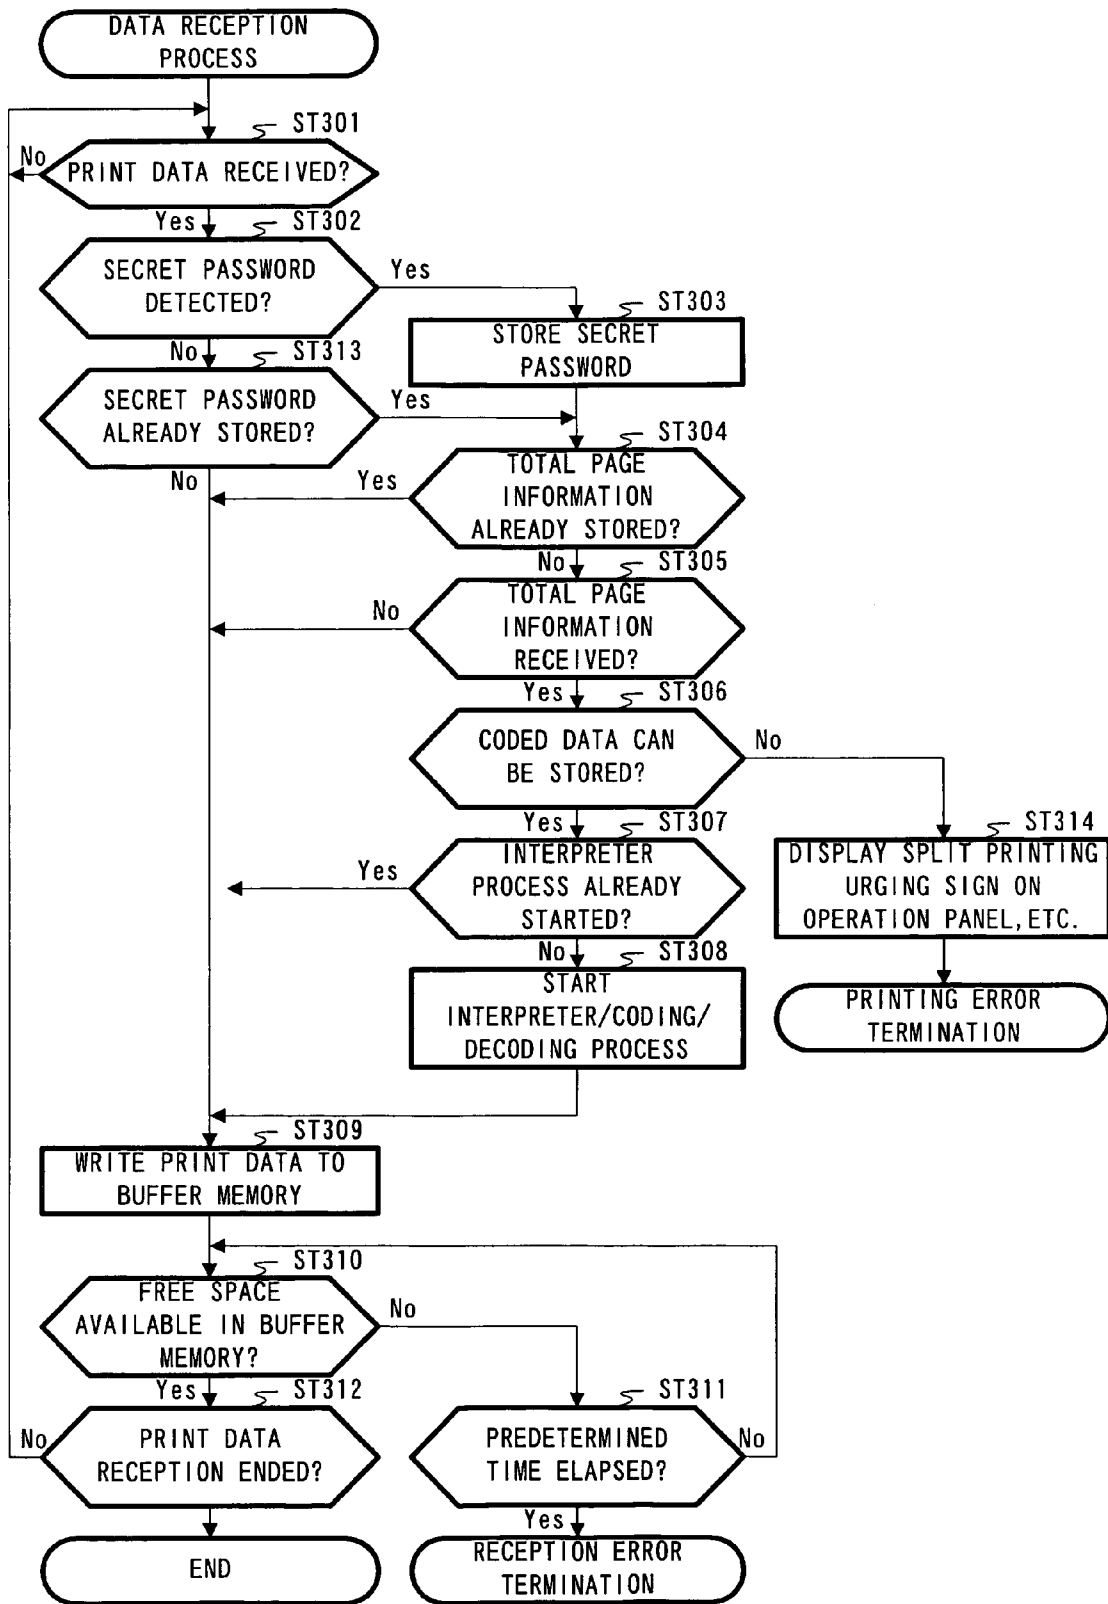 DATA RECEPTION
PROCESS
ST301
No
PRINT DATA RECEIVED?
Yes
ST302
SECRET PASSWORD
DETECTED?
Yes
ST303
STORE SECRET
PASSWORD
No
ST313
SECRET PASSWORD
ALREADY STORED?
Yes
No
ST304
TOTAL PAGE
INFORMATION
ALREADY STORED?
Yes
No
ST305
TOTAL PAGE
INFORMATION
RECEIVED?
No
Yes
ST306
CODED DATA CAN
BE STORED?
No
Yes
ST307
INTERPRETER
PROCESS ALREADY
STARTED?
Yes
ST314
DISPLAY SPLIT PRINTING
URGING SIGN ON
OPERATION PANEL, ETC.
No
ST308
START
INTERPRETER/CODING/
DECODING PROCESS
PRINTING ERROR
TERMINATION
ST309
WRITE PRINT DATA TO
BUFFER MEMORY
ST310
FREE SPACE
AVAILABLE IN BUFFER
MEMORY?
No
Yes
ST312
ST311
No
PRINT DATA
RECEPTION ENDED?
PREDETERMINED
TIME ELAPSED?
No
Yes
END
RECEPTION ERROR
TERMINATION